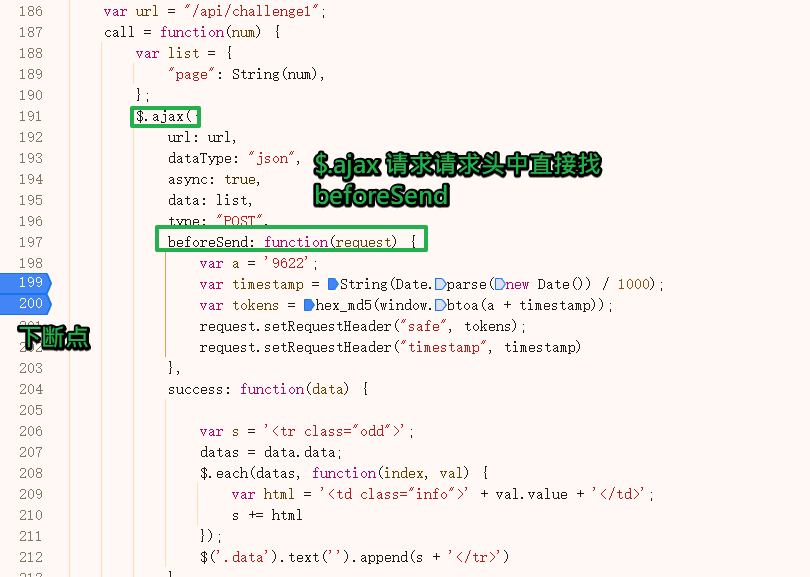 186 var url = "/api/challenge1";
187 call = function(num) {
188 var list = {
189 "page": String(num),
190 };
191 $.ajax({
192 url: url,
193 dataType: "json",
194 async: true,
195 data: list,
196 type: "POST",
197 beforeSend: function(request) {
198 var a = '9622';
199 var timestamp = String(Date.parse(new Date()) / 1000);
200 var tokens = hex_md5(window.btoa(a + timestamp));
201 request.setRequestHeader("safe", tokens);
202 request.setRequestHeader("timestamp", timestamp)
203 },
204 success: function(data) {
205
206 var s = '<tr class="odd">';
207 datas = data.data;
208 $.each(datas, function(index, val) {
209 var html = '<td class="info">' + val.value + '</td>';
210 s += html
211 });
212 $('.data').text('').append(s + '</tr>')
$.ajax 请求请求头中直接找
beforeSend
下断点